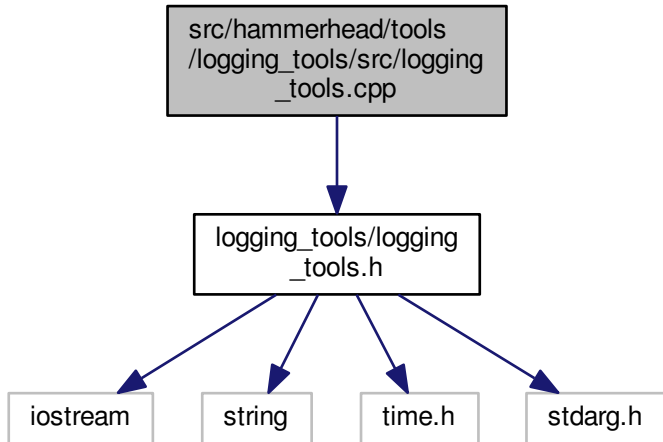 src/hammerhead/tools
/logging_tools/src/logging
_tools.cpp
logging_tools/logging
_tools.h
iostream
string
time.h
stdarg.h